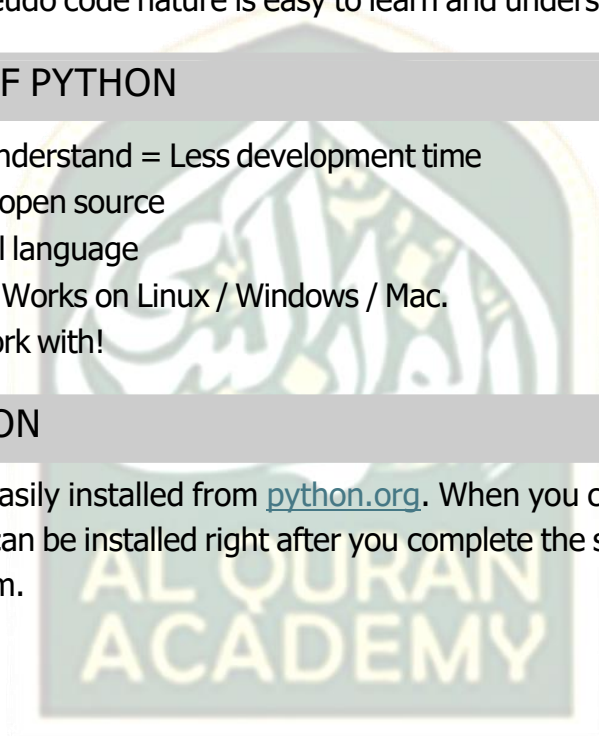 eudo code nature is easy to learn and unders
F PYTHON
nderstand = Less development time
open source
l language
Works on Linux / Windows / Mac.
ork with!
ON
asily installed from python.org. When you c
can be installed right after you complete the s
m.
AL QURAN
ACADEMY